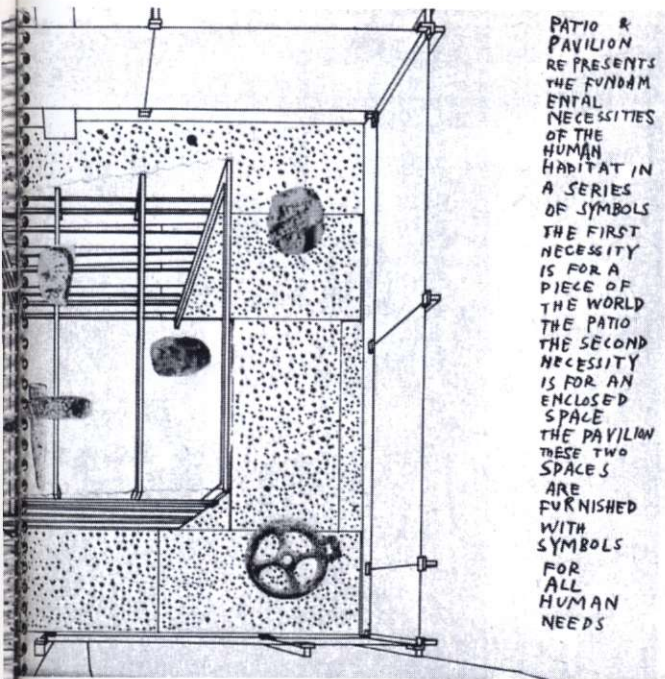 PATIO &
PAVILION
REPRESENTS
THE FUNDAM
ENTAL
NECESSITIES
OF THE
HUMAN
HABITAT IN
A SERIES
OF SYMBOLS
THE FIRST
NECESSITY
IS FOR A
PIECE OF
THE WORLD
THE PATIO
THE SECOND
NECESSITY
IS FOR AN
ENCLOSED
SPACE
THE PAVILION
THESE TWO
SPACES
ARE
FURNISHED
WITH
SYMBOLS
FOR
ALL
HUMAN
NEEDS